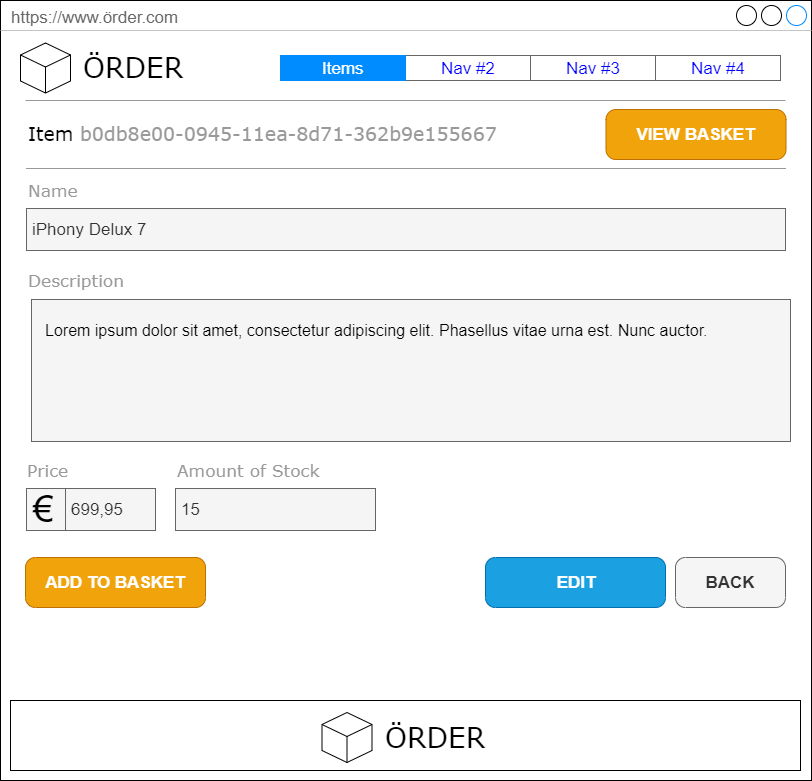 https://www.örder.com
ÖRDER
Items Nav #2 Nav #3 Nav #4
Item b0db8e00-0945-11ea-8d71-362b9e155667
VIEW BASKET
Name
iPhony Delux 7
Description
Lorem ipsum dolor sit amet, consectetur adipiscing elit. Phasellus vitae urna est. Nunc auctor.
Price Amount of Stock
€ 699,95 15
ADD TO BASKET EDIT BACK
ÖRDER